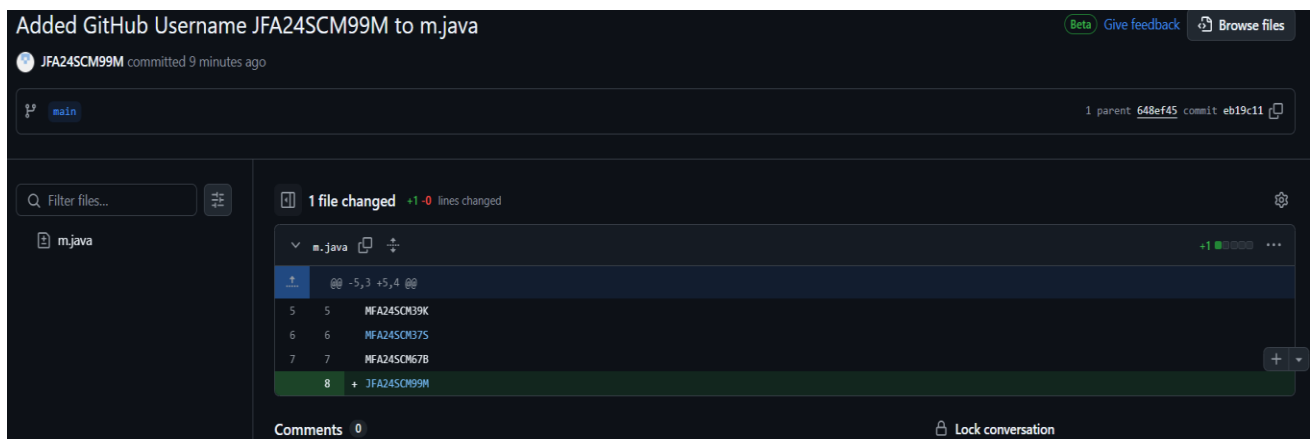 Added GitHub Username JFA24SCM99M to m.java
Beta Give feedback Browse files
JFA24SCM99M committed 9 minutes ago
main
1 parent 648ef45 commit eb19c11
Filter files...
1 file changed +1 -0 lines changed
m.java
m.java
+1
@@ -5,3 +5,4 @@
5 5 MFA24SCM39K
6 6 MFA24SCM37S
7 7 MFA24SCM67B
8 + JFA24SCM99M
Comments 0
Lock conversation